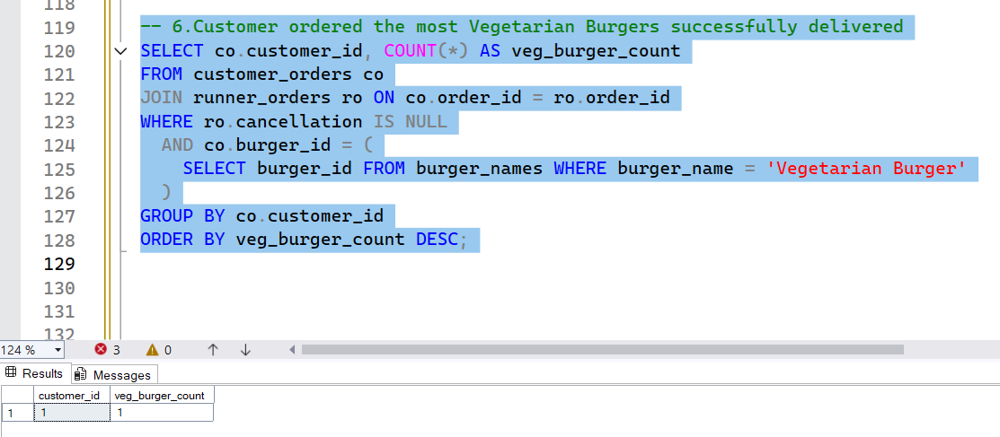 118
119 -- 6.Customer ordered the most Vegetarian Burgers successfully delivered
120 SELECT co.customer_id, COUNT(*) AS veg_burger_count
121 FROM customer_orders co
122 JOIN runner_orders ro ON co.order_id = ro.order_id
123 WHERE ro.cancellation IS NULL
124 AND co.burger_id = (
125 SELECT burger_id FROM burger_names WHERE burger_name = 'Vegetarian Burger'
126 )
127 GROUP BY co.customer_id
128 ORDER BY veg_burger_count DESC;
129
130
131
132
124 % 3 0
Results Messages
customer_id veg_burger_count
1 1 1